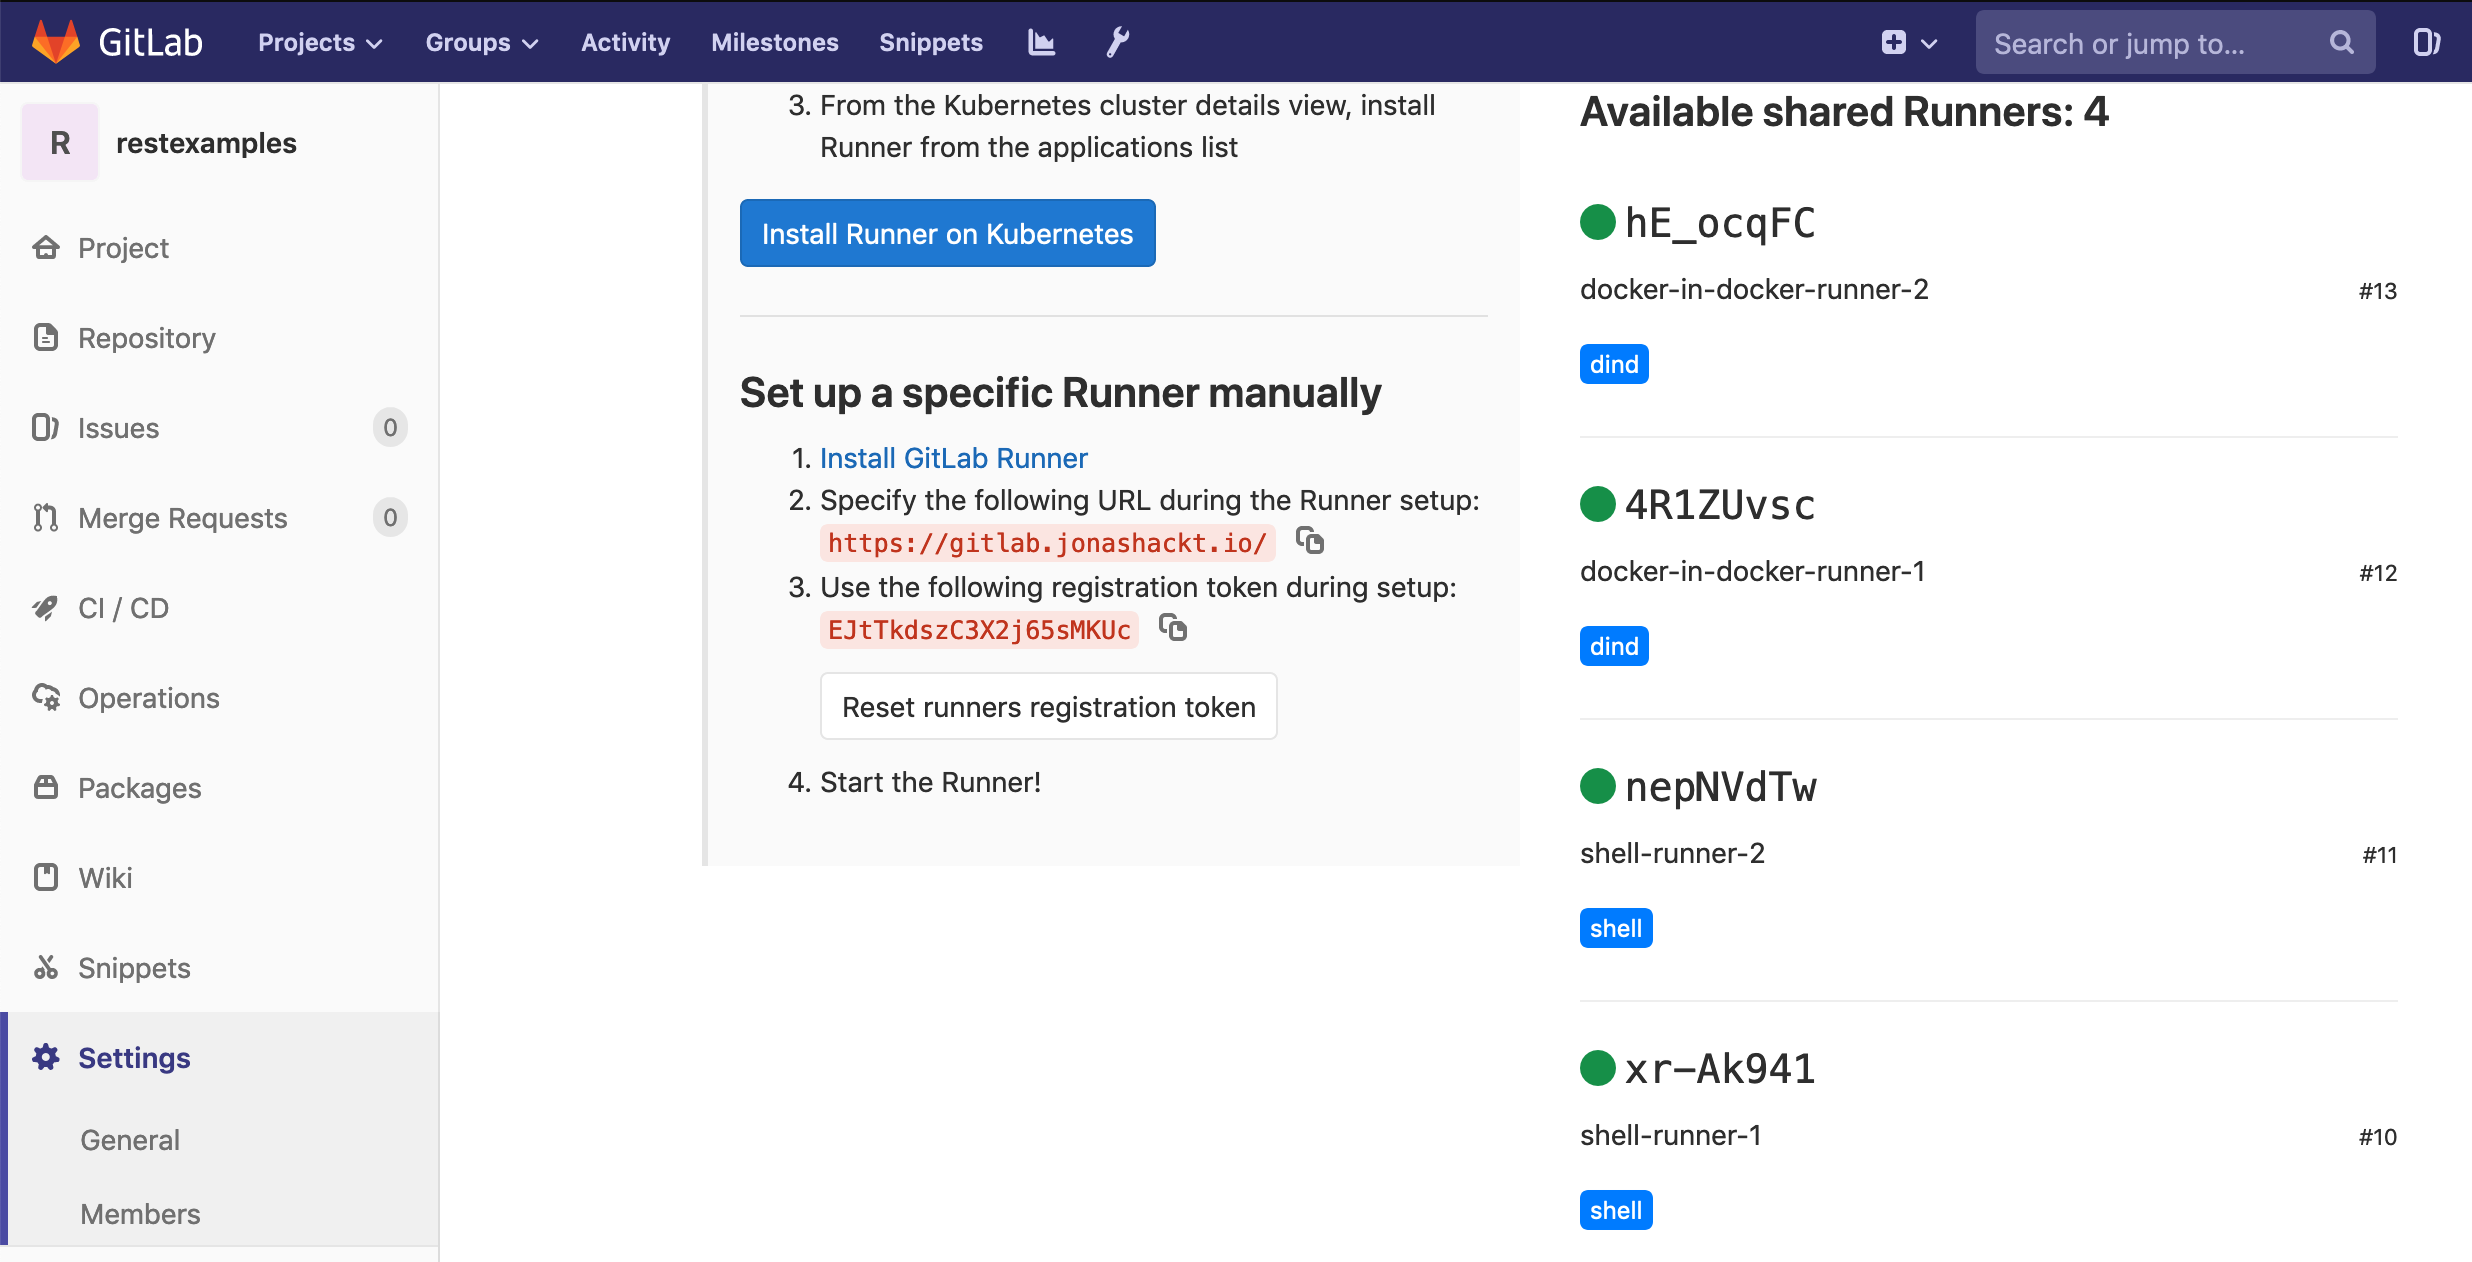 GitLab Projects Groups Activity Milestones Snippets Search or jump to...
R restexamples
Project
Repository
Issues 0
Merge Requests 0
CI / CD
Operations
Packages
Wiki
Snippets
Settings
General
Members
3. From the Kubernetes cluster details view, install
Runner from the applications list
Install Runner on Kubernetes
Set up a specific Runner manually
1. Install GitLab Runner
2. Specify the following URL during the Runner setup:
https://gitlab.jonashackt.io/
3. Use the following registration token during setup:
EJtTkdszC3X2j65sMKUc
Reset runners registration token
4. Start the Runner!
Available shared Runners: 4
hE_ocqFC
docker-in-docker-runner-2 #13
dind
4R1ZUvsc
docker-in-docker-runner-1 #12
dind
nepNVdTw
shell-runner-2 #11
shell
xr-Ak941
shell-runner-1 #10
shell